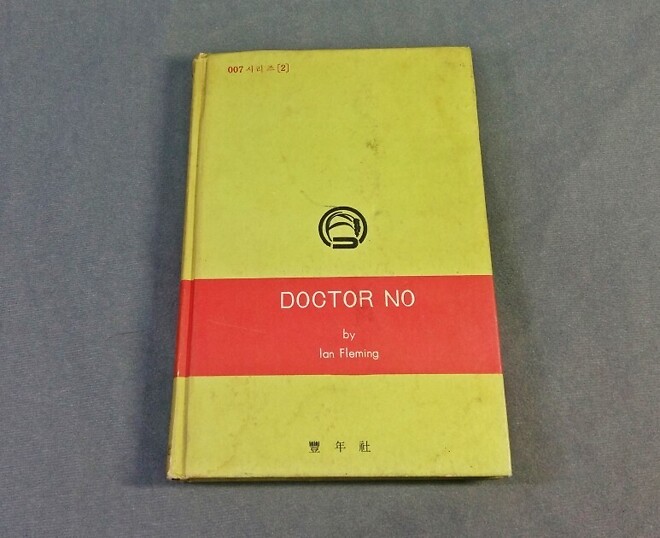 007 시리즈 [2]
DOCTOR NO
by
Ian Fleming
豐年社